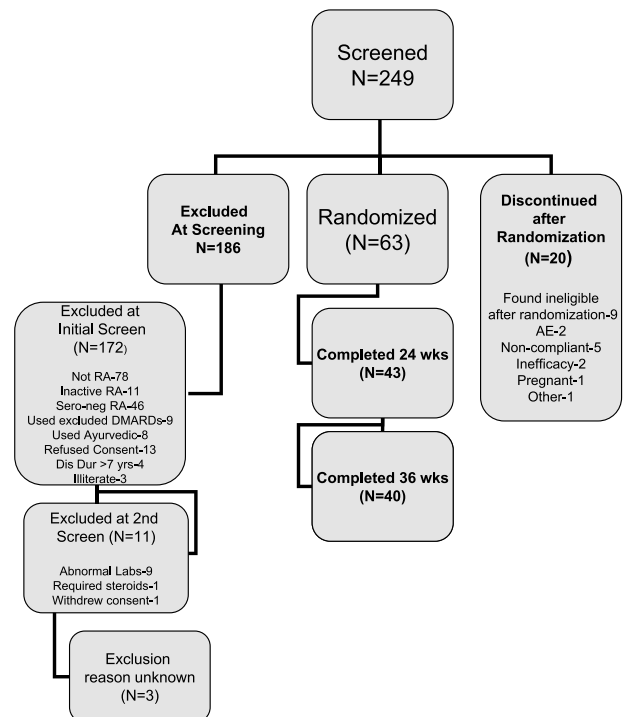 Screened
N=249
Excluded
At Screening
N=186
Randomized
(N=63)
Discontinued
after
Randomization
(N=20)
Found ineligible
after randomization-9
AE-2
Non-compliant-5
Inefficacy-2
Pregnant-1
Other-1
Excluded at
Initial Screen
(N=172)
Not RA-78
Inactive RA-11
Sero-neg RA-46
Used excluded DMARDs-9
Used Ayurvedic-8
Refused Consent-13
Dis Dur >7 yrs-4
Illiterate-3
Completed 24 wks
(N=43)
Completed 36 wks
(N=40)
Excluded at 2nd
Screen (N=11)
Abnormal Labs-9
Required steroids-1
Withdrew consent-1
Exclusion
reason unknown
(N=3)